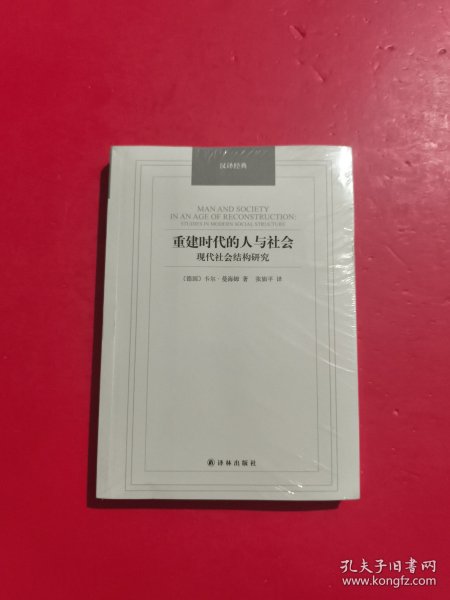 汉译经典
MAN AND SOCIETY
IN AN AGE OF RECONSTRUCTION:
STUDIES IN MODERN SOCIAL STRUCTURE
重建时代的人与社会
现代社会结构研究
〔德国〕卡尔·曼海姆 著 张旅平 译
译林出版社
孔夫子旧书网
www.kongfz.com